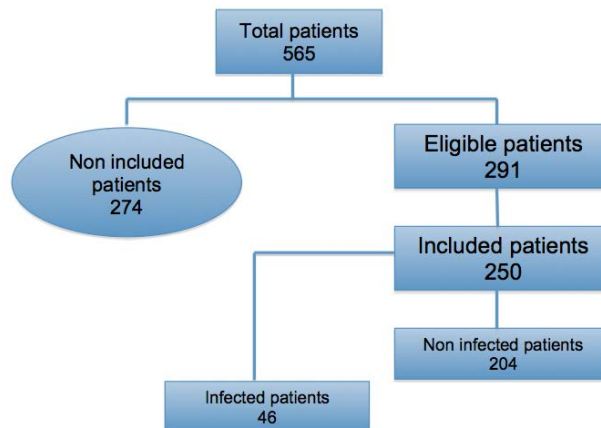 Total patients
565
Non included
patients
274
Eligible patients
291
Included patients
250
Non infected patients
204
Infected patients
46